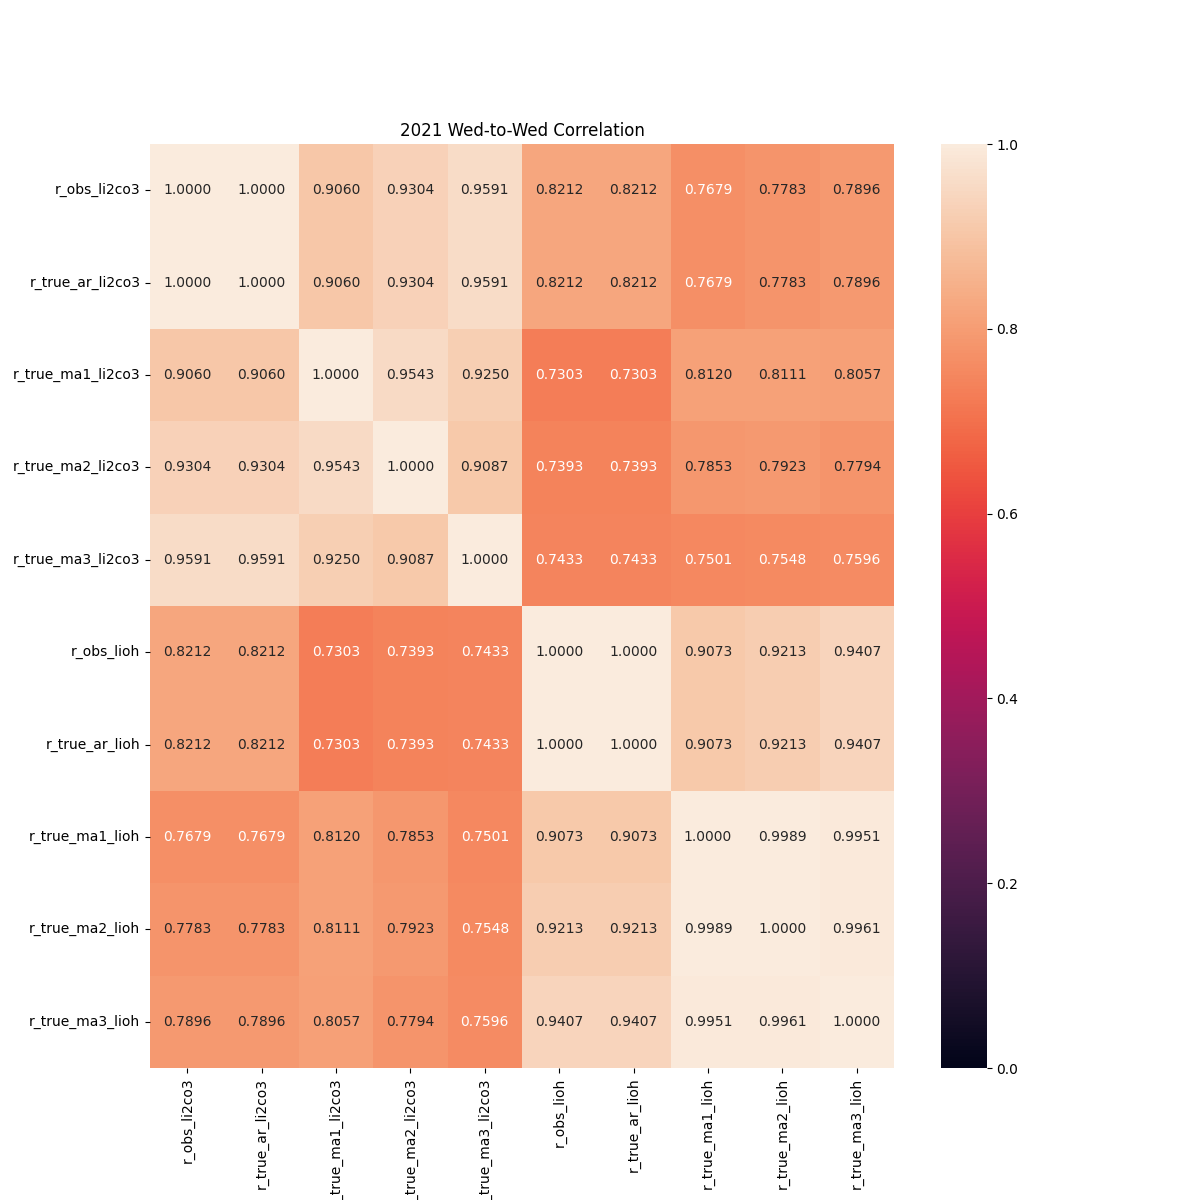 2021 Wed-to-Wed Correlation
r_obs_li2co3 1.0000 1.0000 0.9060 0.9304 0.9591 0.8212 0.8212 0.7679 0.7783 0.7896
r_true_ar_li2co3 1.0000 1.0000 0.9060 0.9304 0.9591 0.8212 0.8212 0.7679 0.7783 0.7896
r_true_ma1_li2co3 0.9060 0.9060 1.0000 0.9543 0.9250 0.7303 0.7303 0.8120 0.8111 0.8057
r_true_ma2_li2co3 0.9304 0.9304 0.9543 1.0000 0.9087 0.7393 0.7393 0.7853 0.7923 0.7794
r_true_ma3_li2co3 0.9591 0.9591 0.9250 0.9087 1.0000 0.7433 0.7433 0.7501 0.7548 0.7596
r_obs_lioh 0.8212 0.8212 0.7303 0.7393 0.7433 1.0000 1.0000 0.9073 0.9213 0.9407
r_true_ar_lioh 0.8212 0.8212 0.7303 0.7393 0.7433 1.0000 1.0000 0.9073 0.9213 0.9407
r_true_ma1_lioh 0.7679 0.7679 0.8120 0.7853 0.7501 0.9073 0.9073 1.0000 0.9989 0.9951
r_true_ma2_lioh 0.7783 0.7783 0.8111 0.7923 0.7548 0.9213 0.9213 0.9989 1.0000 0.9961
r_true_ma3_lioh 0.7896 0.7896 0.8057 0.7794 0.7596 0.9407 0.9407 0.9951 0.9961 1.0000
r_obs_li2co3
r_true_ar_li2co3
_true_ma1_li2co3
_true_ma2_li2co3
_true_ma3_li2co3
r_obs_lioh
r_true_ar_lioh
r_true_ma1_lioh
r_true_ma2_lioh
r_true_ma3_lioh
1.0
0.8
0.6
0.4
0.2
0.0